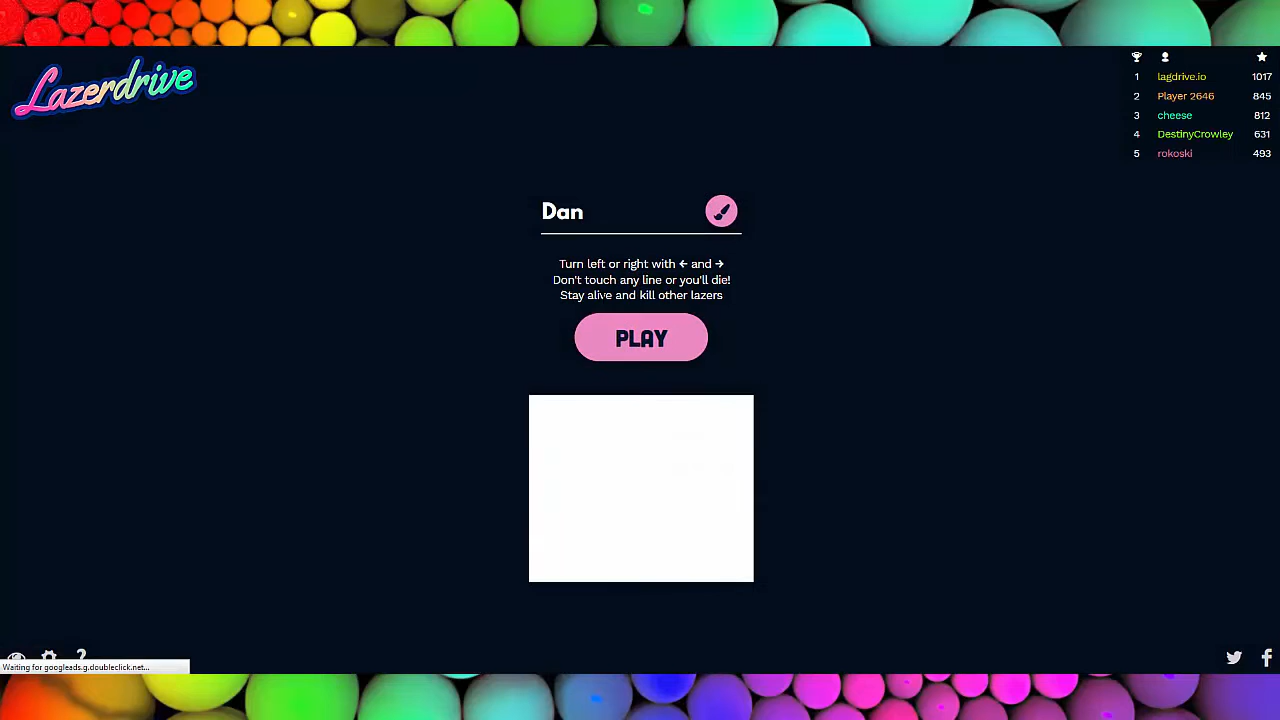 Lazerdrive
1 lagdrive.io 1017
2 Player 2646 845
3 cheese 812
4 DestinyCrowley 631
5 rokoski 493
Dan
Turn left or right with ← and →
Don't touch any line or you'll die!
Stay alive and kill other lazers
PLAY
?
Waiting for googleads.g.doubleclick.net...